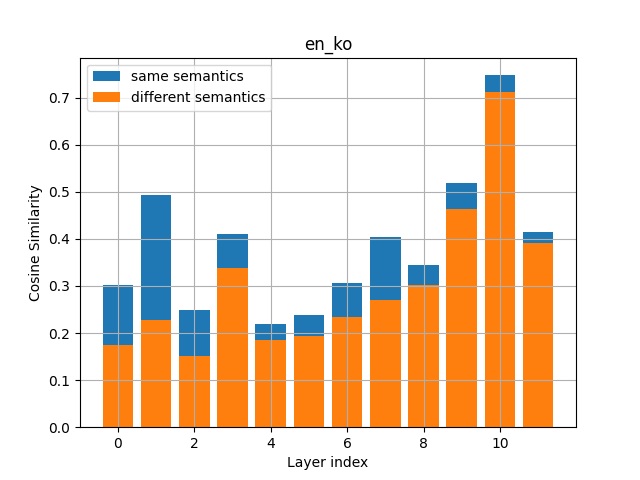 en_ko
same semantics
different semantics
Cosine Similarity
0.7
0.6
0.5
0.4
0.3
0.2
0.1
0.0
0 2 4 6 8 10
Layer index